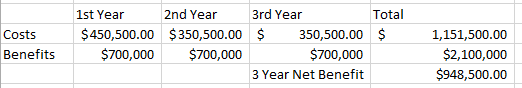 1st Year 2nd Year 3rd Year Total
Costs $450,500.00 $350,500.00 $ 350,500.00 $ 1,151,500.00
Benefits $700,000 $700,000 $700,000 $2,100,000
3 Year Net Benefit $948,500.00